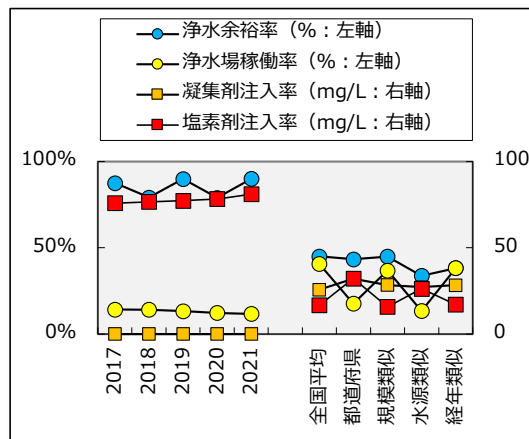 浄水余裕率（%：左軸）
浄水場稼働率（%：左軸）
凝集剤注入率（mg/L：右軸）
塩素剤注入率（mg/L：右軸）
100%
50%
0%
100
50
0
2017
2018
2019
2020
2021
全国平均
都道府県
規模類似
水源類似
経年類似